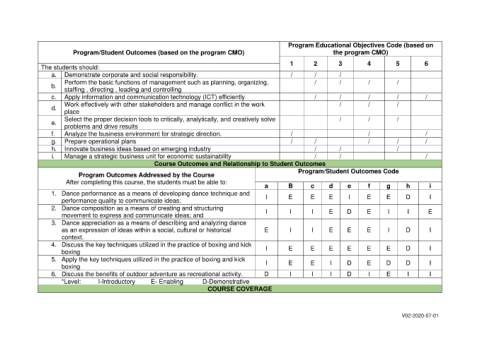 Program/Student Outcomes (based on the program CMO) Program Educational Objectives Code (based on the program CMO)
1 2 3 4 5 6
The students should:
a. Demonstrate corporate and social responsibility. / / /
b. Perform the basic functions of management such as planning, organizing, / / / /
staffing , directing , leading and controlling
c. Apply information and communication technology (ICT) efficiently / / / / /
d. Work effectively with other stakeholders and manage conflict in the work / / /
place
e. Select the proper decision tools to critically, analytically, and creatively solve / / /
problems and drive results
f. Analyze the business environment for strategic direction. / / /
g. Prepare operational plans / / / /
h. Innovate business ideas based on emerging industry / / /
i. Manage a strategic business unit for economic sustainability / / /
Course Outcomes and Relationship to Student Outcomes
Program Outcomes Addressed by the Course Program/Student Outcomes Code
After completing this course, the students must be able to:
a B c d e f g h i
1. Dance performance as a means of developing dance technique and I E E E I E E D I
performance quality to communicate ideas;
2. Dance composition as a means of creating and structuring I I I E D E I I E
movement to express and communicate ideas; and
3. Dance appreciation as a means of describing and analyzing dance
as an expression of ideas within a social, cultural or historical E I I E E E I D I
context.
4. Discuss the key techniques utilized in the practice of boxing and kick I E E E E E E D I
boxing
5. Apply the key techniques utilized in the practice of boxing and kick I E E I D E D D I
boxing
6. Discuss the benefits of outdoor adventure as recreational activity. D I I I D I E I I
*Level: I-Introductory E- Enabling D-Demonstrative
COURSE COVERAGE
V02-2020-57-01